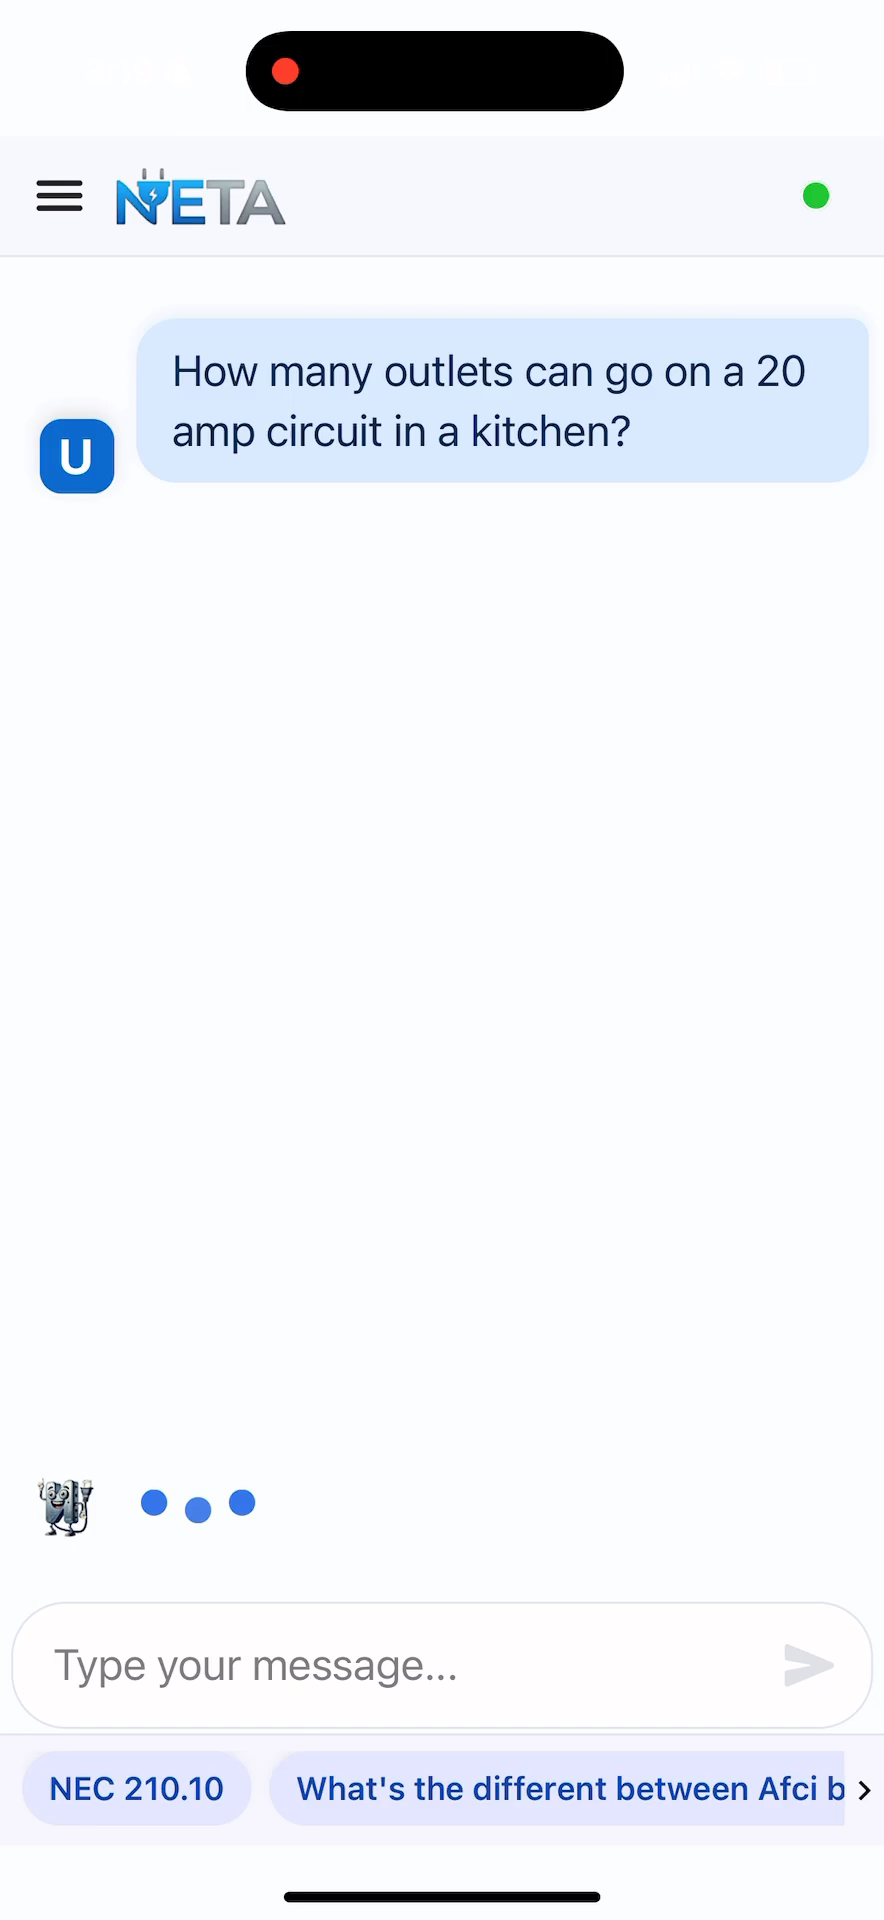 NETA
How many outlets can go on a 20
amp circuit in a kitchen?
U
Type your message...
NEC 210.10
What's the different between Afci b